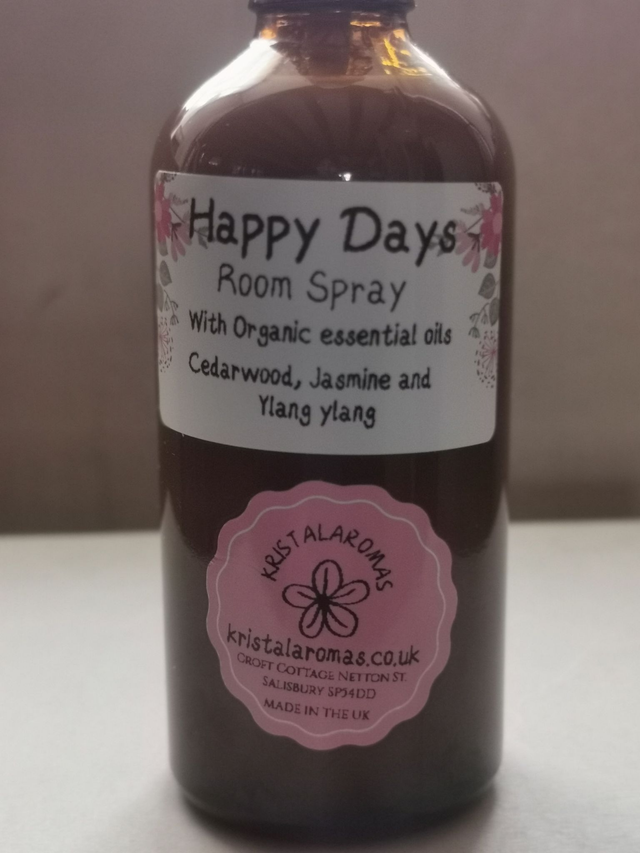 Happy Days
Room Spray
With Organic essential oils
Cedarwood, Jasmine and
Ylang ylang
KRISTALAROMAS
kristalaromas.co.uk
CROFT COTTAGE NETTON ST.
SALISBURY SP54DD
MADE IN THE UK